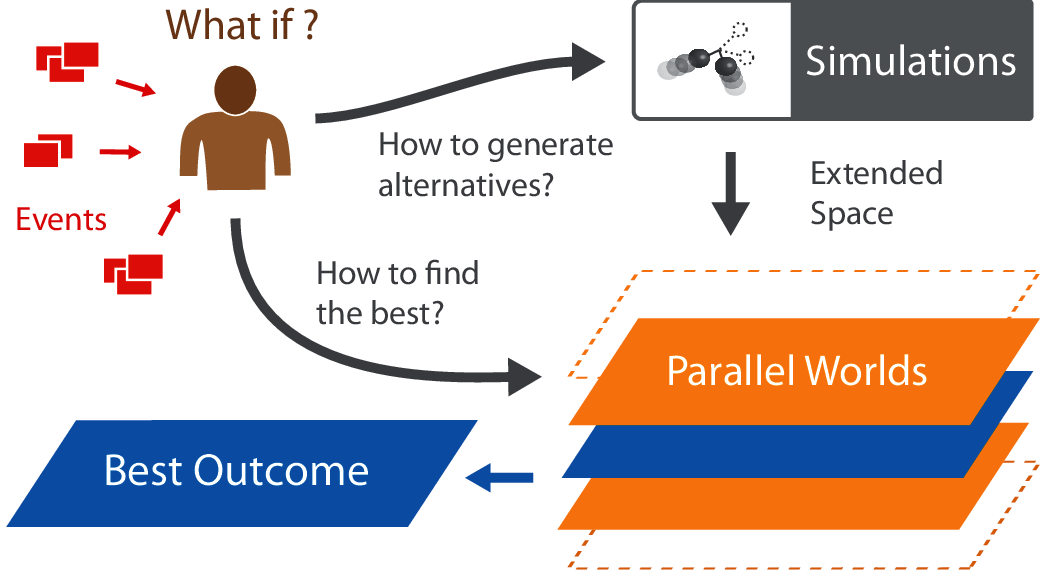 What if ?
Simulations
How to generate
alternatives?
Extended
Space
Events
How to find
the best?
Parallel Worlds
Best Outcome